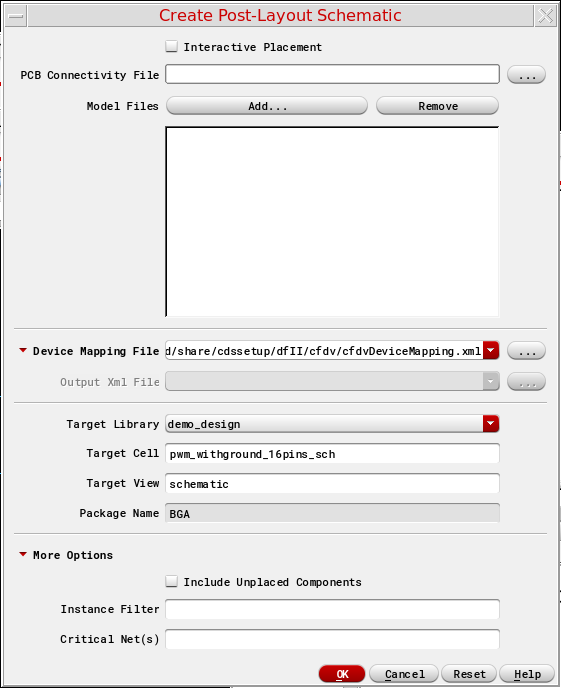 Create Post-Layout Schematic
Interactive Placement
PCB Connectivity File ...
Model Files Add... Remove
Device Mapping File d/share/cdssetup/dfII/cfdv/cfdvDeviceMapping.xml ...
Output Xml File ...
Target Library demo_design
Target Cell pwm_withground_16pins_sch
Target View schematic
Package Name BGA
More Options
Include Unplaced Components
Instance Filter
Critical Net(s)
OK Cancel Reset Help